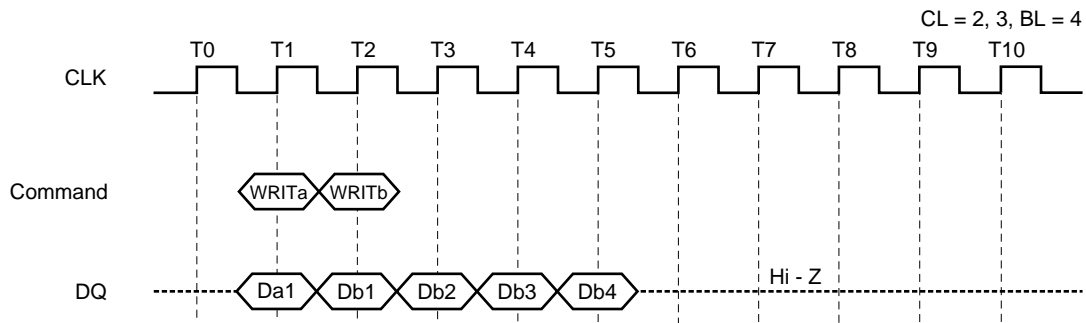 CL = 2, 3, BL = 4
T0 T1 T2 T3 T4 T5 T6 T7 T8 T9 T10
CLK
Command WRITa WRITb
Hi - Z
DQ Da1 Db1 Db2 Db3 Db4